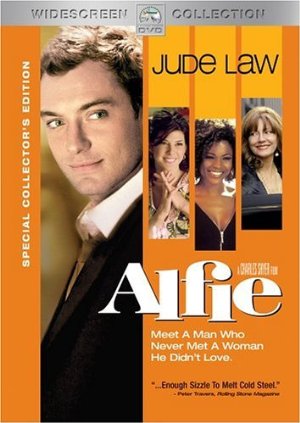 WIDESCREEN DVD COLLECTION
SPECIAL COLLECTOR'S EDITION
JUDE LAW
A CHARLES SHYER FILM
Alfie
Meet A Man Who
Never Met A Woman
He Didn't Love.
"...Enough Sizzle To Melt Cold Steel."
- Peter Travers, Rolling Stone Magazine